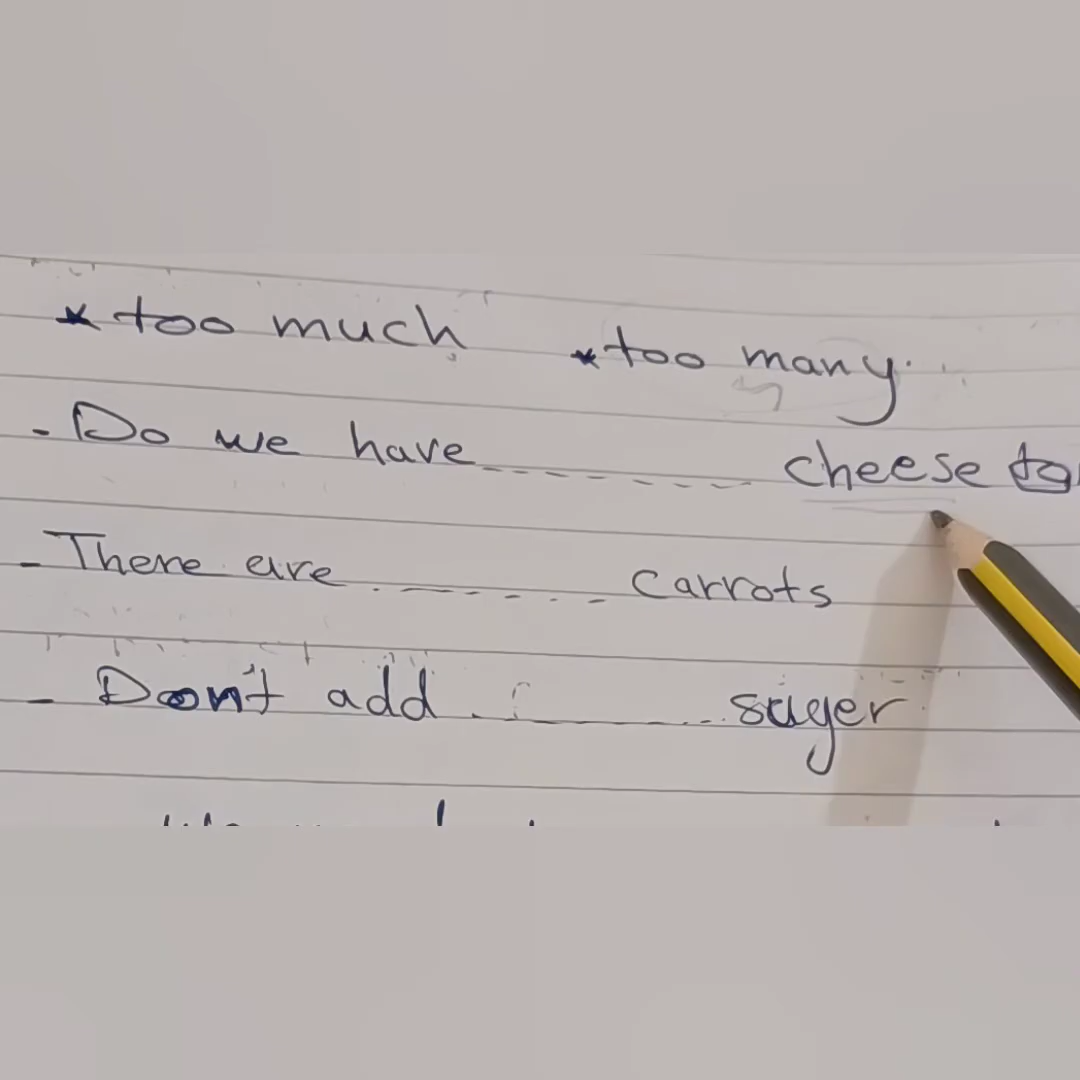 * too much * too many.
- Do we have ---------- cheese
- There are ---------- carrots
- Don't add ---------- suger